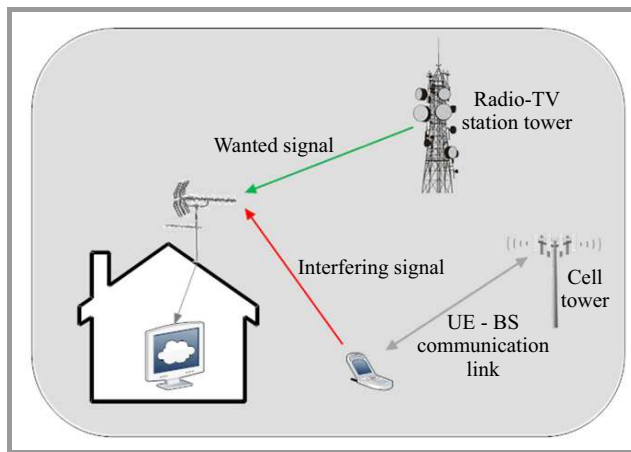 Radio-TV
station tower
Wanted signal
Interfering signal
Cell
tower
UE - BS
communication
link